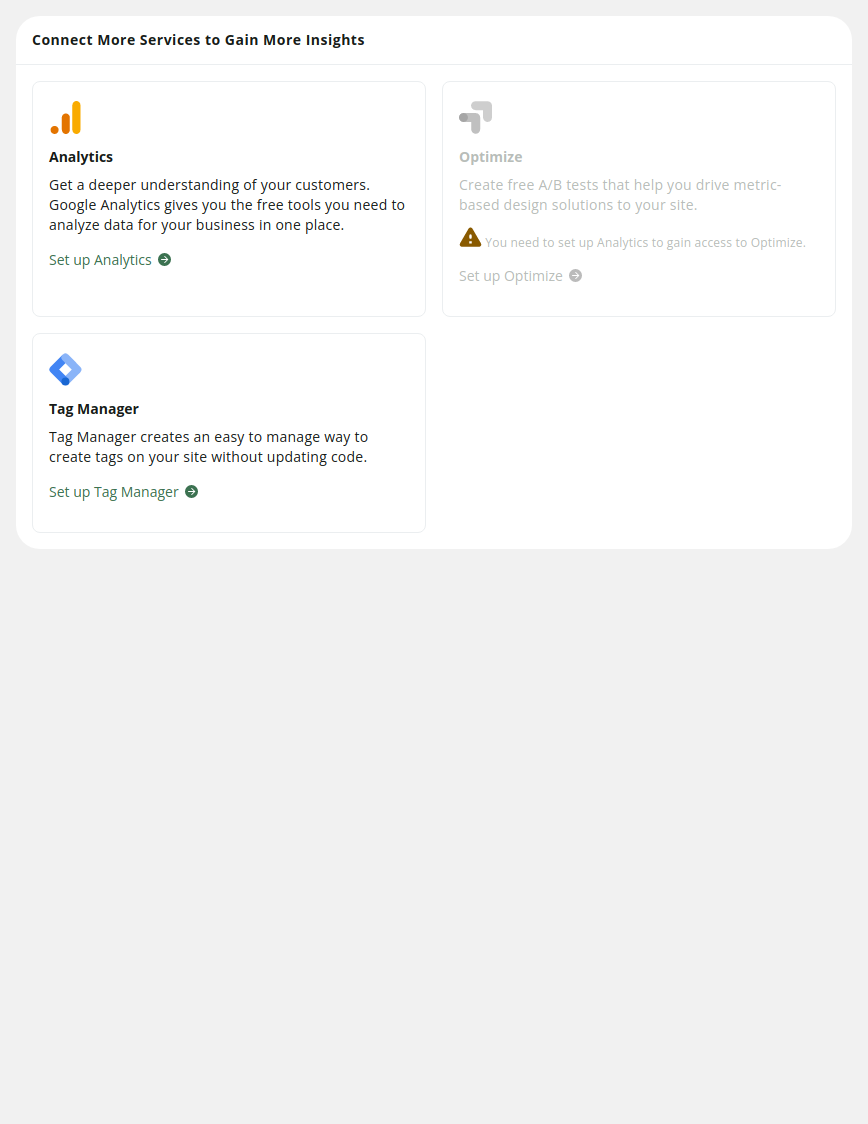 Connect More Services to Gain More Insights
Analytics
Get a deeper understanding of your customers.
Google Analytics gives you the free tools you need to
analyze data for your business in one place.
Set up Analytics
Optimize
Create free A/B tests that help you drive metric-
based design solutions to your site.
You need to set up Analytics to gain access to Optimize.
Set up Optimize
Tag Manager
Tag Manager creates an easy to manage way to
create tags on your site without updating code.
Set up Tag Manager